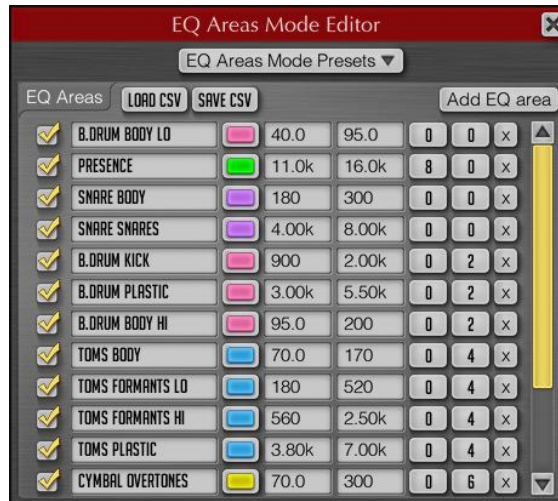 EQ Areas Mode Editor X
EQ Areas Mode Presets ▼
EQ Areas LOAD CSV SAVE CSV Add EQ area
B.DRUM BODY LO 40.0 95.0 0 0 x
PRESENCE 11.0k 16.0k 8 0 x
SNARE BODY 180 300 0 0 x
SNARE SNARES 4.00k 8.00k 0 0 x
B.DRUM KICK 900 2.00k 0 2 x
B.DRUM PLASTIC 3.00k 5.50k 0 2 x
B.DRUM BODY HI 95.0 200 0 2 x
TOMS BODY 70.0 170 0 4 x
TOMS FORMANTS LO 180 520 0 4 x
TOMS FORMANTS HI 560 2.50k 0 4 x
TOMS PLASTIC 3.80k 7.00k 0 4 x
CYMBAL OVERTONES 70.0 300 0 6 x